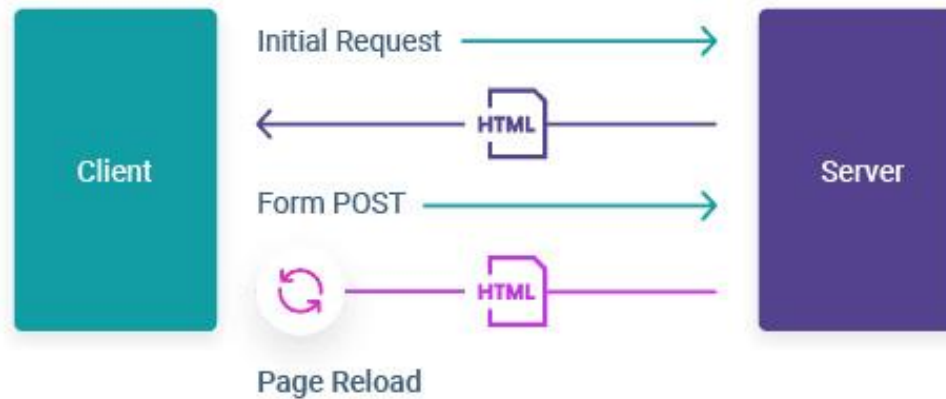 Initial Request
HTML
Client
Server
Form POST
HTML
Page Reload